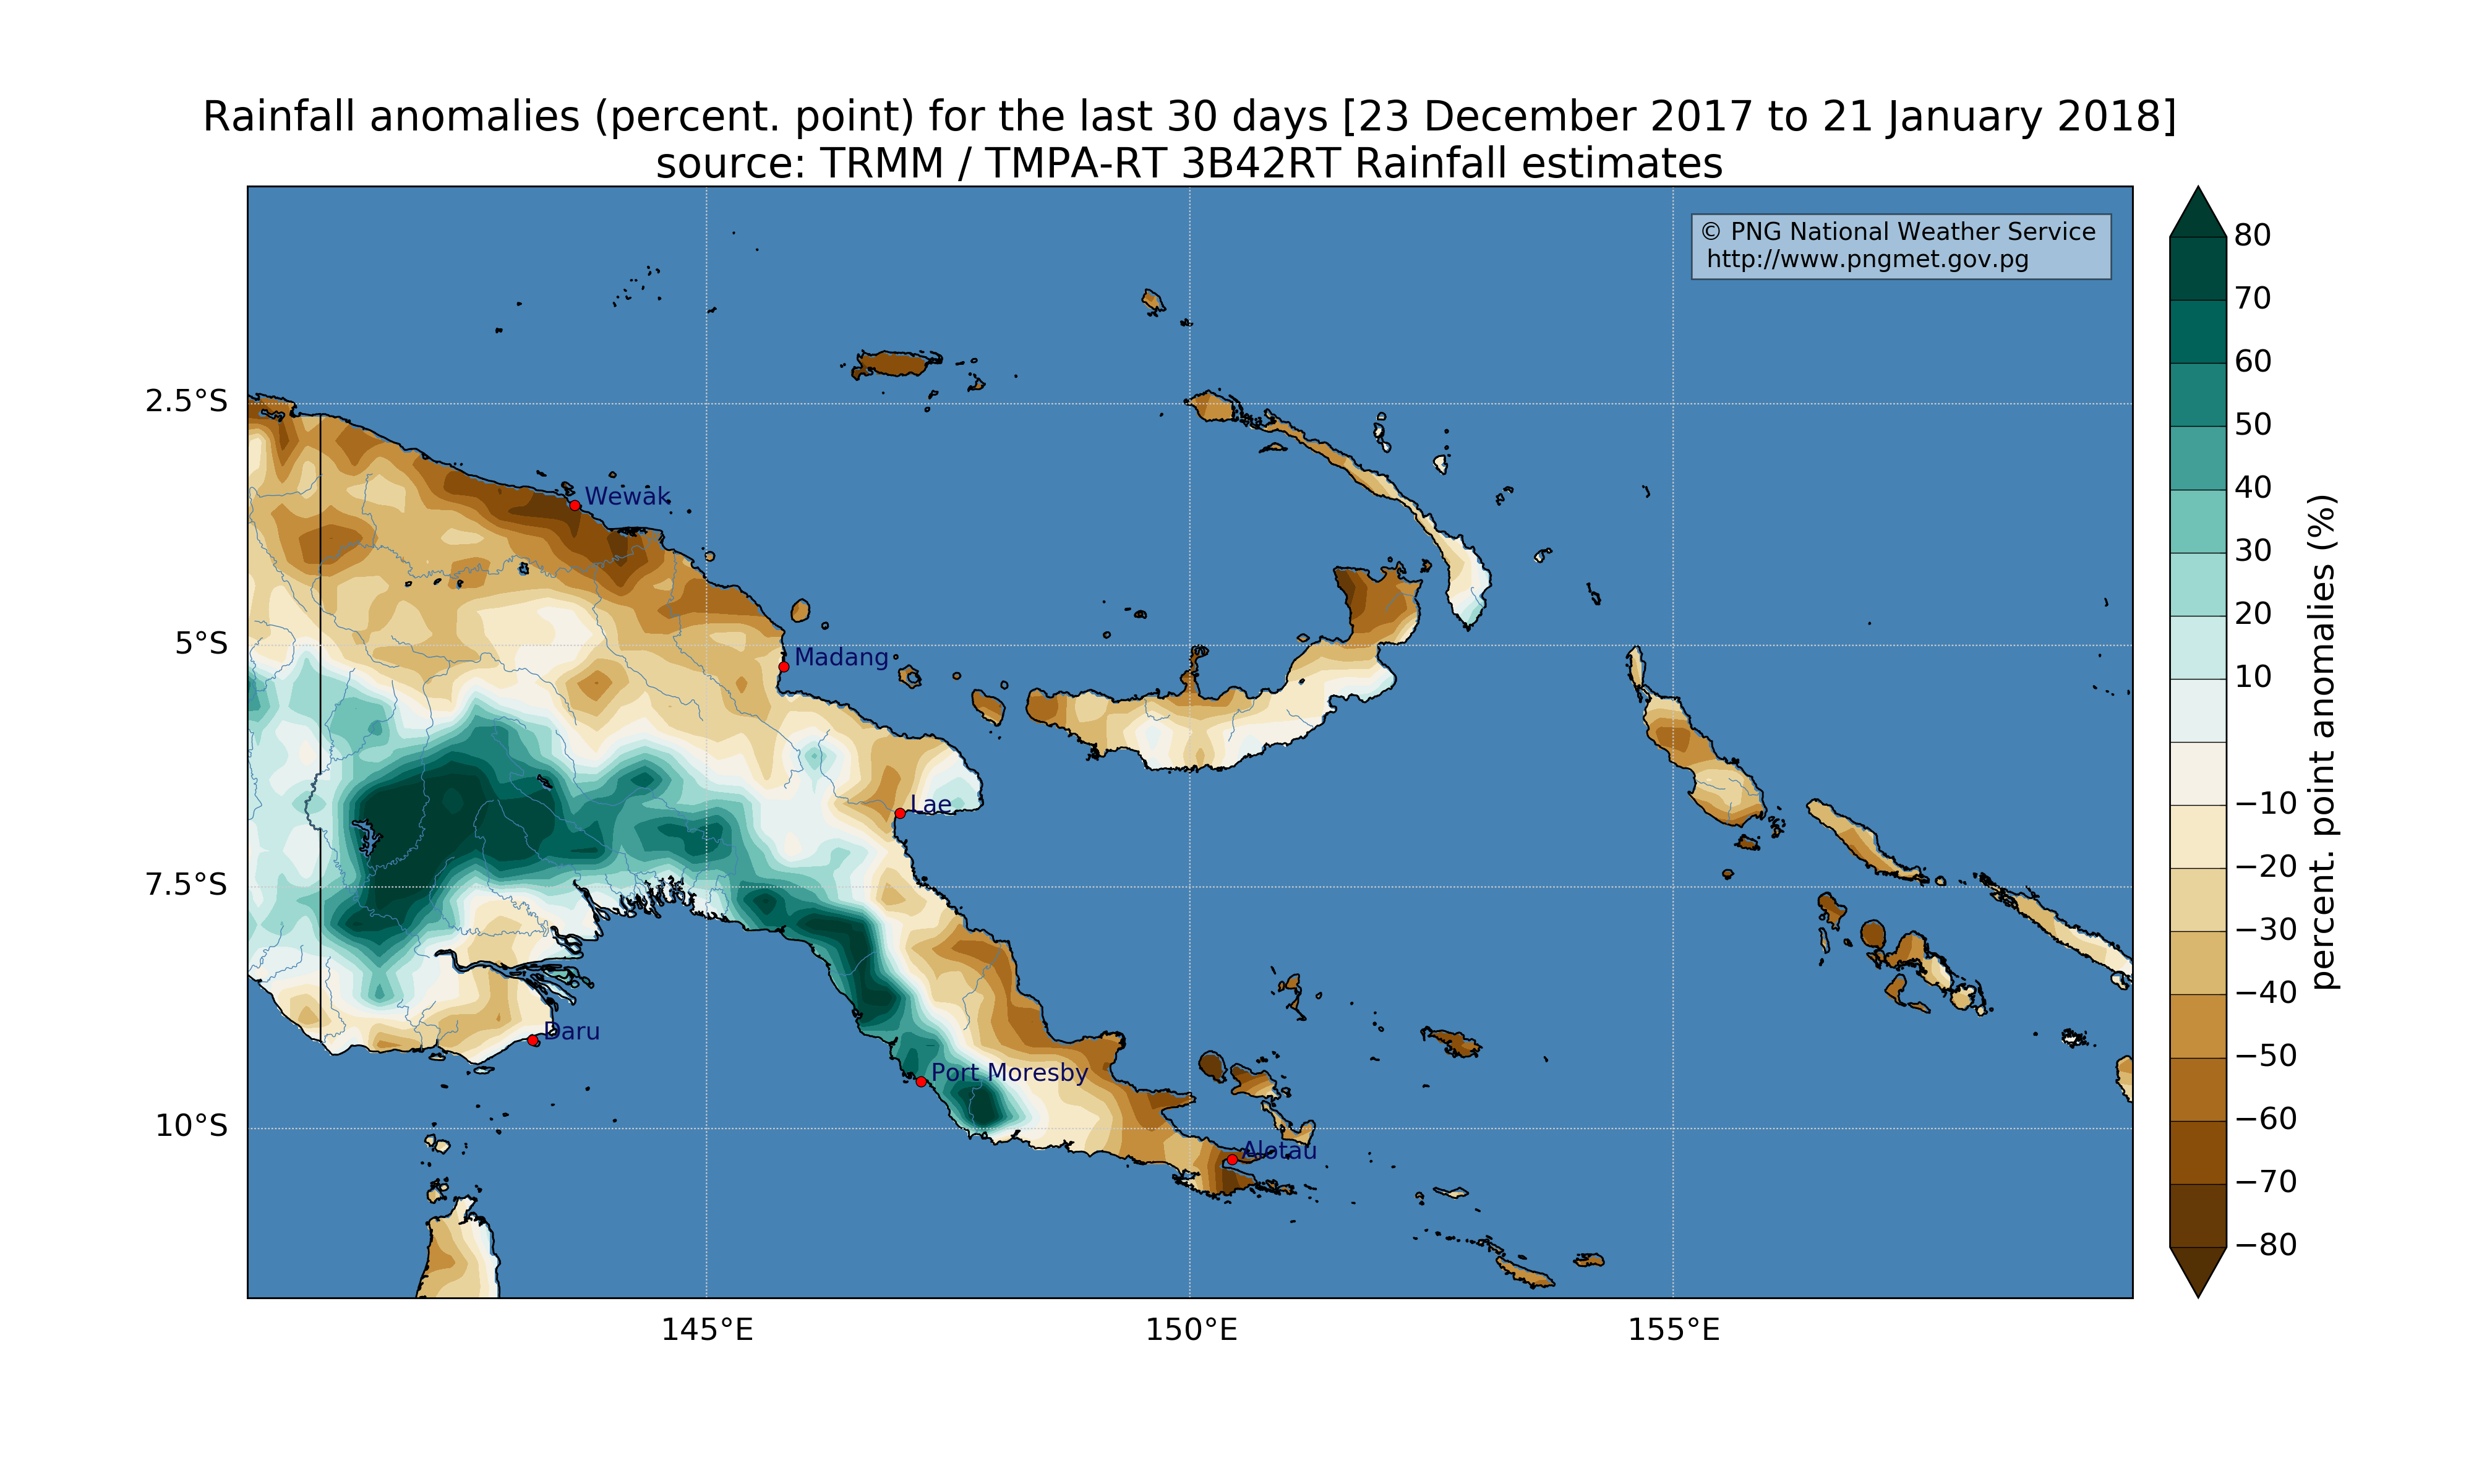 Rainfall anomalies (percent. point) for the last 30 days [23 December 2017 to 21 January 2018]
source: TRMM / TMPA-RT 3B42RT Rainfall estimates
© PNG National Weather Service
http://www.pngmet.gov.pg
2.5°S
5°S
7.5°S
10°S
Wewak
Madang
Lae
Daru
Port Moresby
Alotau
145°E
150°E
155°E
80
70
60
50
40
30
20
10
−10
−20
−30
−40
−50
−60
−70
−80
percent. point anomalies (%)